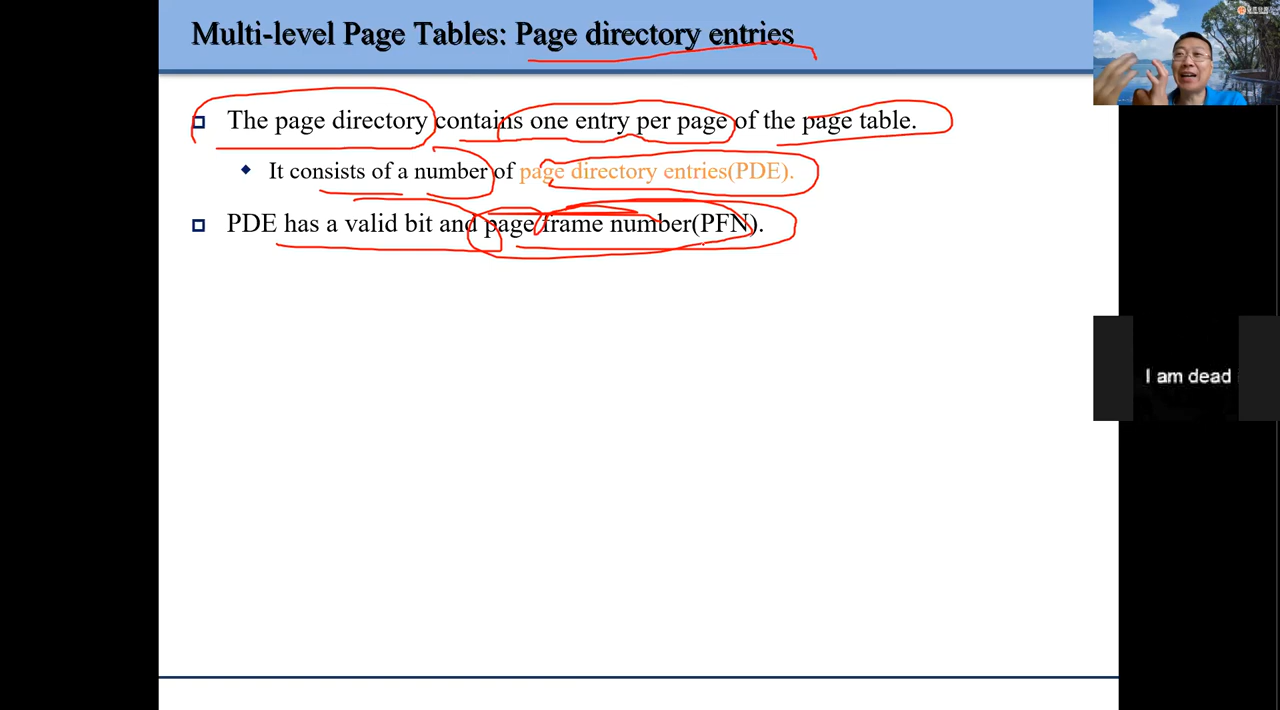 Multi-level Page Tables: Page directory entries
The page directory contains one entry per page of the page table.
It consists of a number of page directory entries(PDE).
PDE has a valid bit and page frame number(PFN).
I am dead